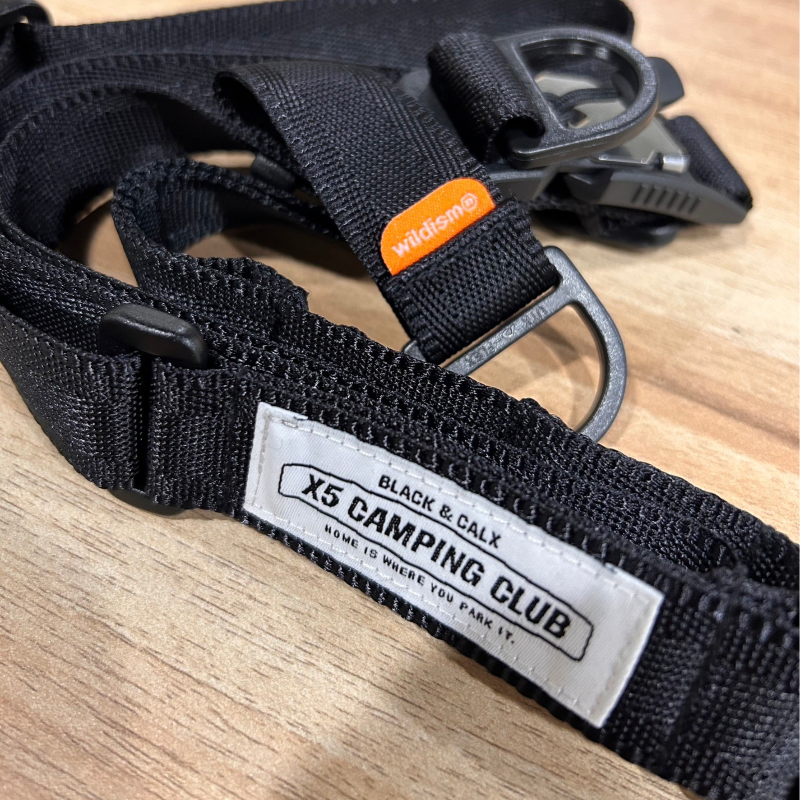 wildism
BLACK & CALX
X5 CAMPING CLUB
HOME IS WHERE YOU PARK IT.